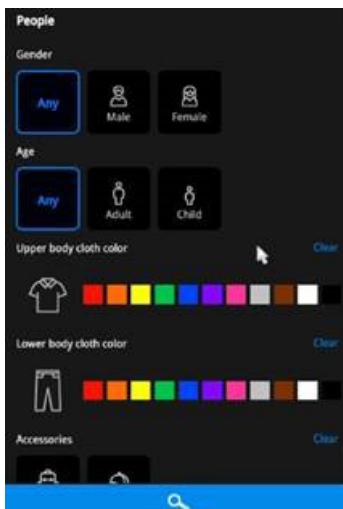 People
Gender
Any
Male
Female
Age
Any
Adult
Child
Upper body cloth color
Clear
Lower body cloth color
Clear
Accessories
Clear